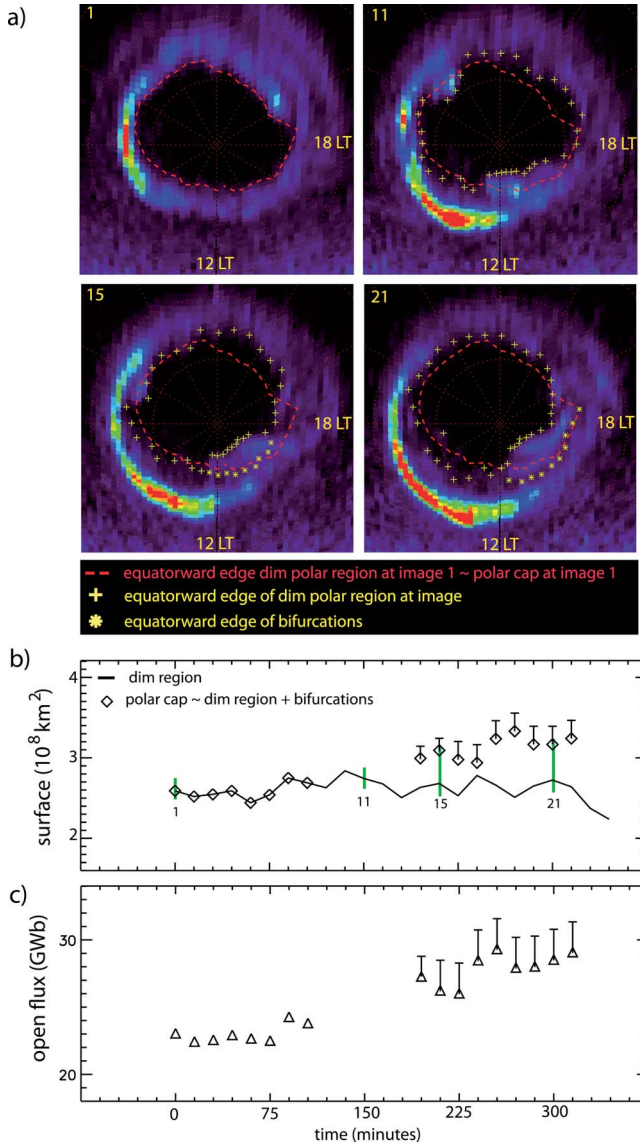 a)
1
18 LT
12 LT
11
18 LT
12 LT
15
18 LT
12 LT
21
18 LT
12 LT
equatorward edge dim polar region at image 1 ~ polar cap at image 1
equatorward edge of dim polar region at image
equatorward edge of bifurcations
b)
4
3
2
surface (10⁸ km²)
dim region
polar cap ~ dim region + bifurcations
1
11
15
21
c)
30
20
open flux (GWb)
0
75
150
225
300
time (minutes)